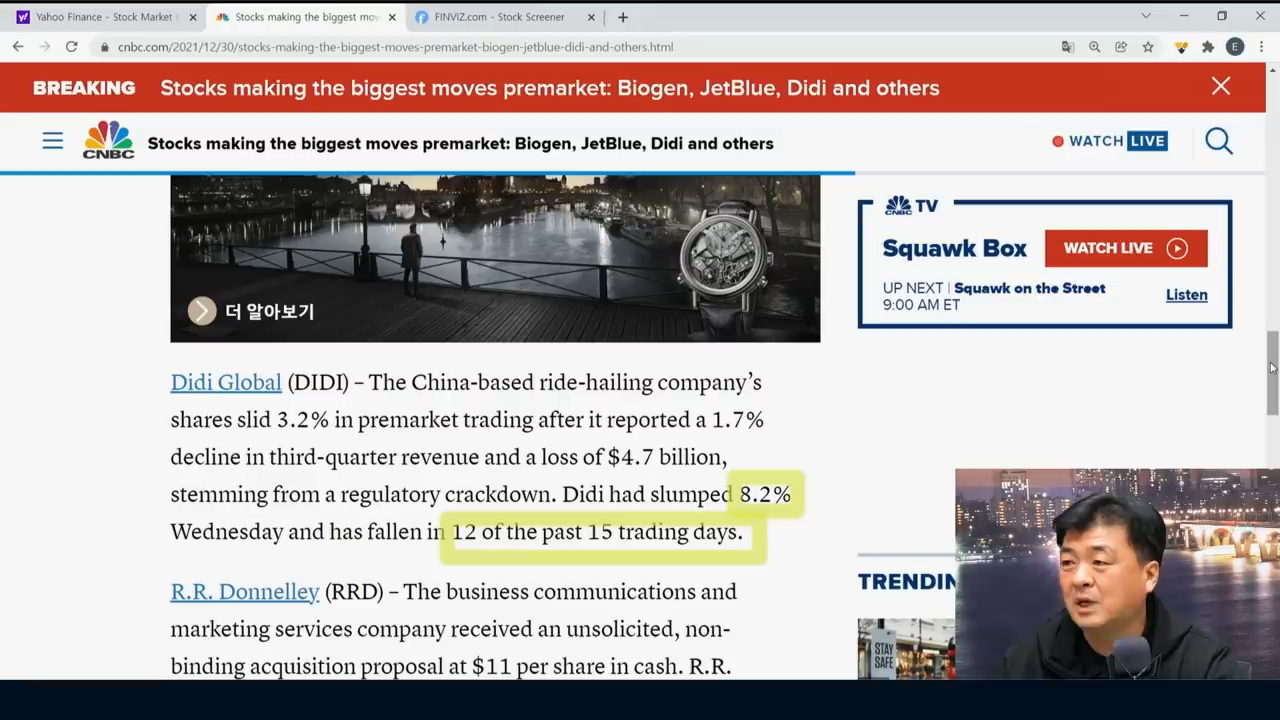 Yahoo Finance - Stock Market
Stocks making the biggest mov
FINVIZ.com - Stock Screener
cnbc.com/2021/12/30/stocks-making-the-biggest-moves-premarket-biogen-jetblue-didi-and-others.html
E
BREAKING Stocks making the biggest moves premarket: Biogen, JetBlue, Didi and others
CNBC
Stocks making the biggest moves premarket: Biogen, JetBlue, Didi and others
WATCH LIVE
더 알아보기
CNBC TV
Squawk Box
WATCH LIVE
UP NEXT | Squawk on the Street
9:00 AM ET
Listen
Didi Global (DIDI) – The China-based ride-hailing company’s
shares slid 3.2% in premarket trading after it reported a 1.7%
decline in third-quarter revenue and a loss of $4.7 billion,
stemming from a regulatory crackdown. Didi had slumped 8.2%
Wednesday and has fallen in 12 of the past 15 trading days.
R.R. Donnelley (RRD) – The business communications and
marketing services company received an unsolicited, non-
binding acquisition proposal at $11 per share in cash. R.R.
TRENDIN
STAY
SAFE